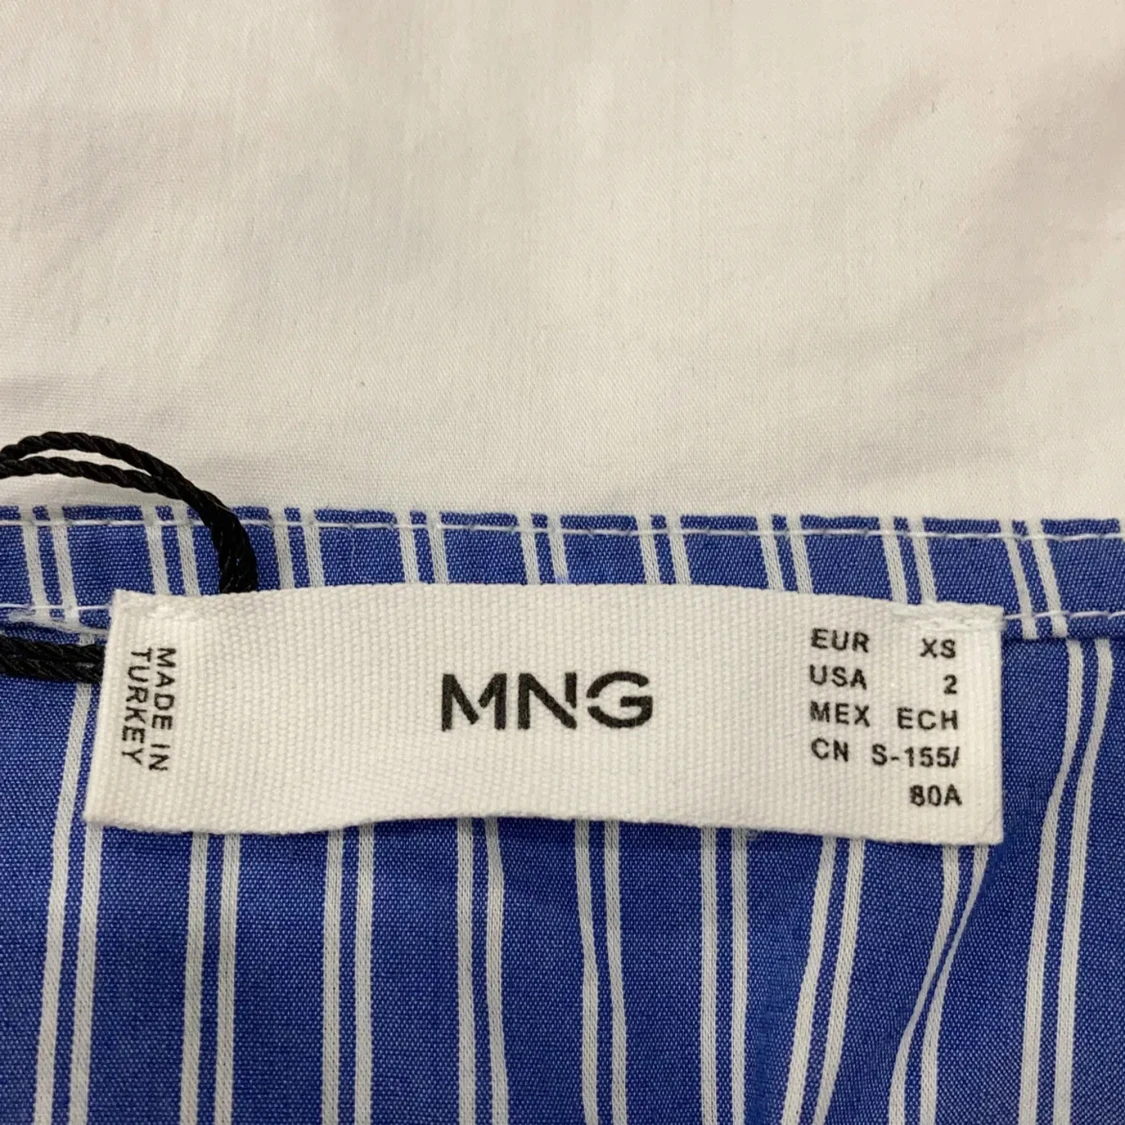 MADE IN
TURKEY
MNG
EUR XS
USA 2
MEX ECH
CN S-155/
80A